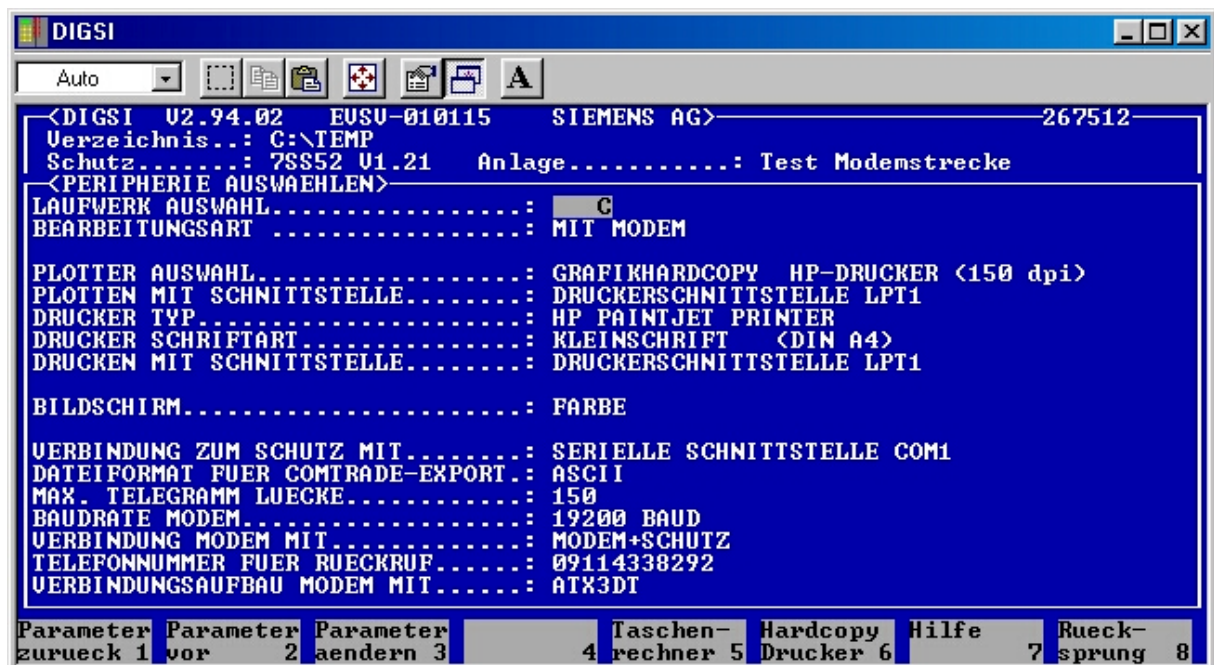 DIGSI
Auto
A
<DIGSI V2.94.02 EVSV-010115 SIEMENS AG> 267512
Verzeichnis..: C:\TEMP
Schutz.......: 7SS52 V1.21 Anlage...........: Test Modemstrecke
<PERIPHERIE AUSWAEHLEN>
LAUFWERK AUSWAHL.................: C
BEARBEITUNGSART .................: MIT MODEM
PLOTTER AUSWAHL..................: GRAFIKHARDCOPY HP-DRUCKER (150 dpi)
PLOTTEN MIT SCHNITTSTELLE........: DRUCKERSCHNITTSTELLE LPT1
DRUCKER TYP......................: HP PAINTJET PRINTER
DRUCKER SCHRIFTART...............: KLEINSCHRIFT (DIN A4)
DRUCKEN MIT SCHNITTSTELLE........: DRUCKERSCHNITTSTELLE LPT1
BILDSCHIRM.......................: FARBE
VERBINDUNG ZUM SCHUTZ MIT........: SERIELLE SCHNITTSTELLE COM1
DATEIFORMAT FUER COMTRADE-EXPORT.: ASCII
MAX. TELEGRAMM LUECKE............: 150
BAUDRATE MODEM...................: 19200 BAUD
VERBINDUNG MODEM MIT.............: MODEM+SCHUTZ
TELEFONNUMMER FUER RUECKRUF......: 09114338292
VERBINDUNGSAUFBAU MODEM MIT......: ATX3DT
Parameter Parameter Parameter Taschen- Hardcopy Hilfe Rueck-
zurueck 1 vor 2 aendern 3 4 rechner 5 Drucker 6 7 sprung 8